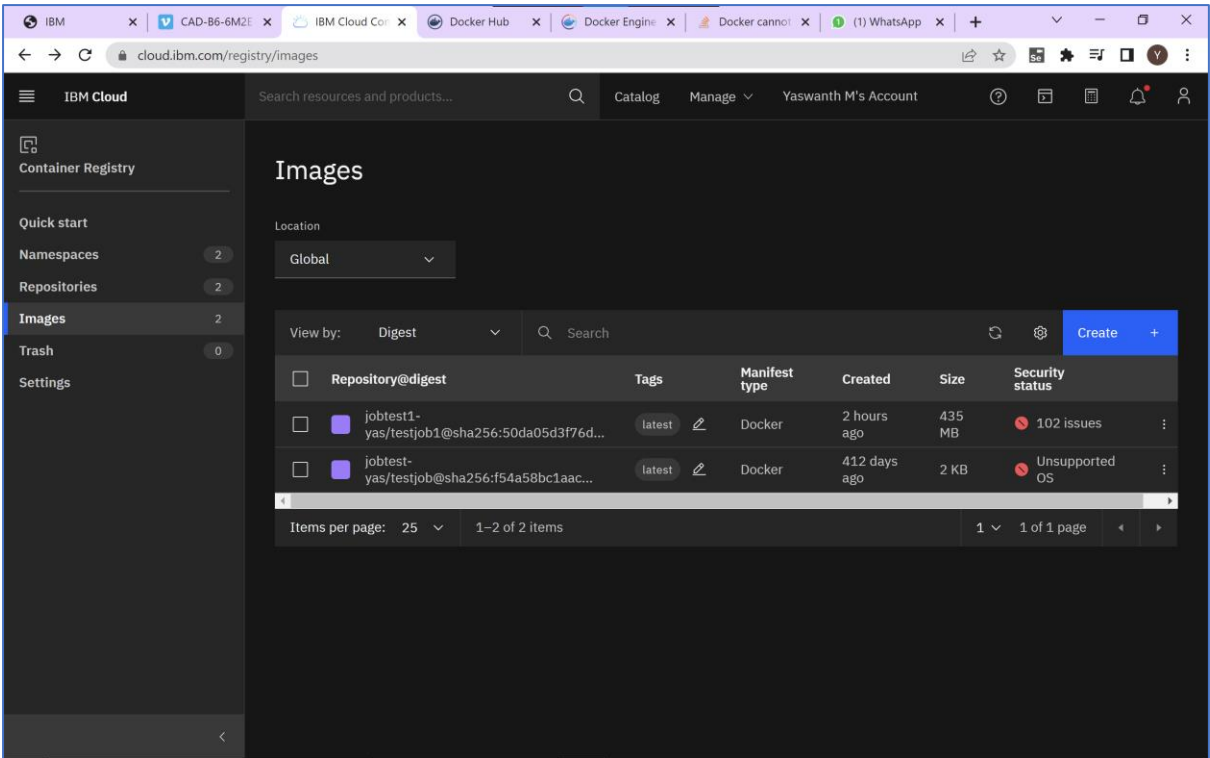 IBM
CAD-B6-6M2E
IBM Cloud Con
Docker Hub
Docker Engine
Docker cannot
(1) WhatsApp
cloud.ibm.com/registry/images
Se
Y
IBM Cloud
Search resources and products...
Catalog
Manage
Yaswanth M's Account
Container Registry
Quick start
Namespaces 2
Repositories 2
Images 2
Trash 0
Settings
Images
Location
Global
View by: Digest
Search
Create +
Repository@digest Tags Manifest type Created Size Security status
jobtest1-
yas/testjob1@sha256:50da05d3f76d...
latest
Docker
2 hours
ago
435
MB
102 issues
jobtest-
yas/testjob@sha256:f54a58bc1aac...
latest
Docker
412 days
ago
2 KB
Unsupported
OS
Items per page: 25 1–2 of 2 items 1 1 of 1 page